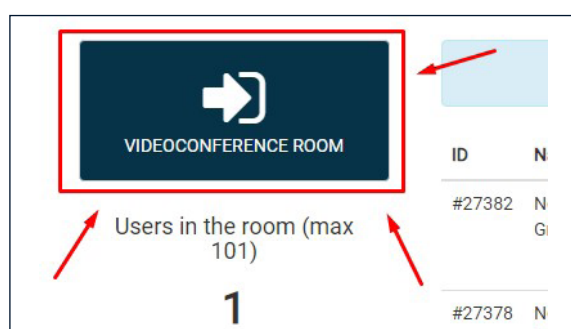 VIDEOCONFERENCE ROOM
Users in the room (max
101)
1
ID
#27382
#27378